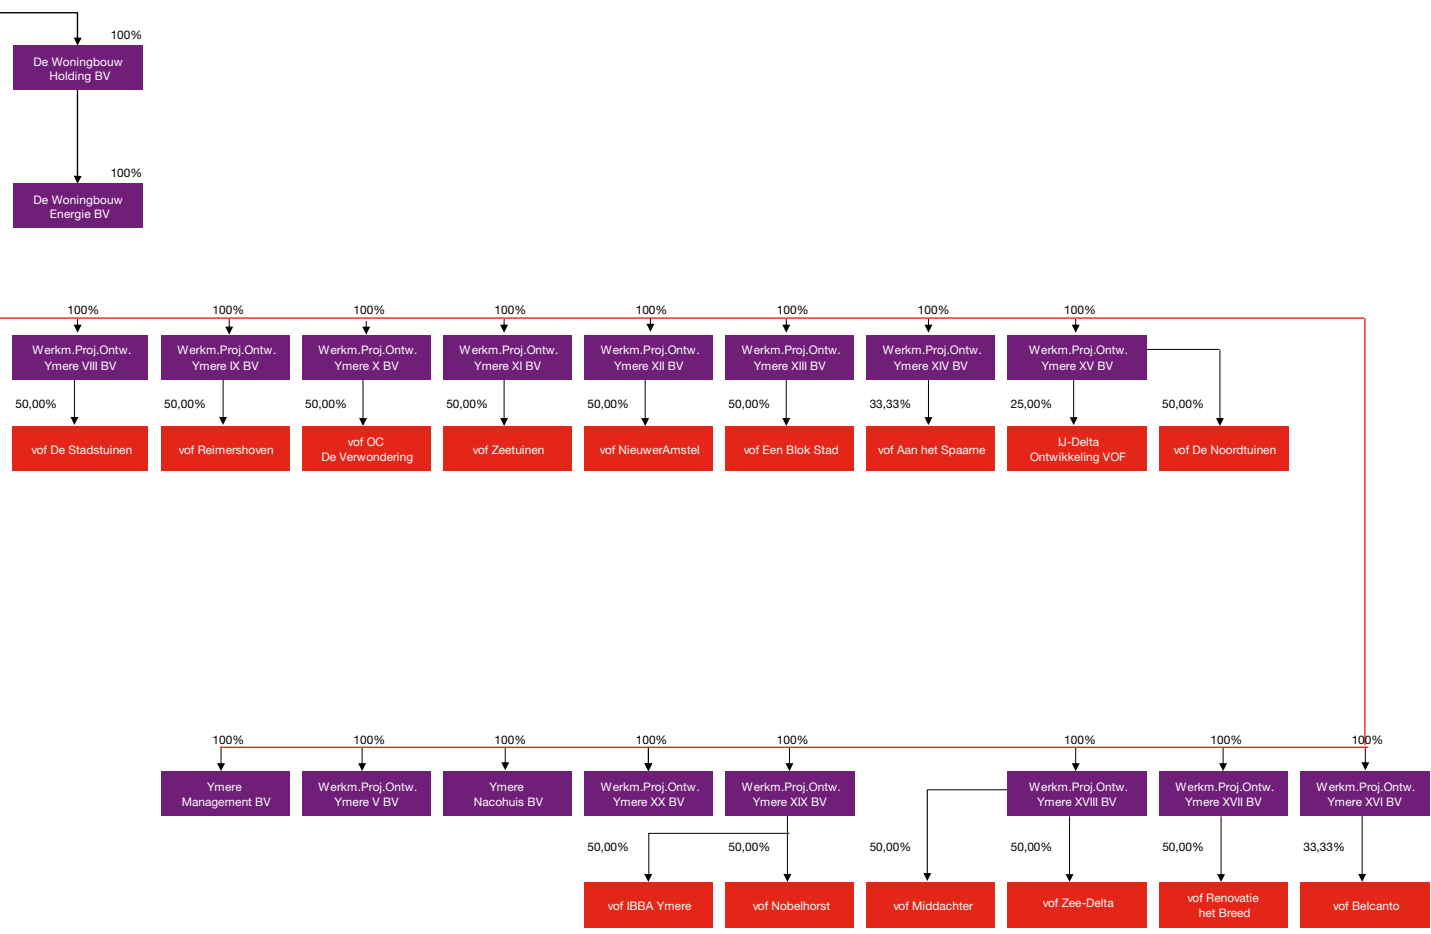 100%
De Woningbouw
Holding BV
100%
De Woningbouw
Energie BV
100%
100%
100%
100%
100%
100%
100%
100%
Werkm.Proj.Ontw.
Ymere VIII BV
Werkm.Proj.Ontw.
Ymere IX BV
Werkm.Proj.Ontw.
Ymere X BV
Werkm.Proj.Ontw.
Ymere XI BV
Werkm.Proj.Ontw.
Ymere XII BV
Werkm.Proj.Ontw.
Ymere XIII BV
Werkm.Proj.Ontw.
Ymere XIV BV
Werkm.Proj.Ontw.
Ymere XV BV
50,00%
50,00%
50,00%
50,00%
50,00%
50,00%
33,33%
25,00%
50,00%
vof De Stadstuinen
vof Reimershoven
vof OC
De Verwondering
vof Zeetuinen
vof NieuwerAmstel
vof Een Blok Stad
vof Aan het Spaarne
IJ-Delta
Ontwikkeling VOF
vof De Noordtuinen
100%
100%
100%
100%
100%
100%
100%
100%
Ymere
Management BV
Werkm.Proj.Ontw.
Ymere V BV
Ymere
Nacohuis BV
Werkm.Proj.Ontw.
Ymere XX BV
Werkm.Proj.Ontw.
Ymere XIX BV
Werkm.Proj.Ontw.
Ymere XVIII BV
Werkm.Proj.Ontw.
Ymere XVII BV
Werkm.Proj.Ontw.
Ymere XVI BV
50,00%
50,00%
50,00%
50,00%
50,00%
33,33%
vof IBBA Ymere
vof Nobelhorst
vof Middachter
vof Zee-Delta
vof Renovatie
het Breed
vof Belcanto